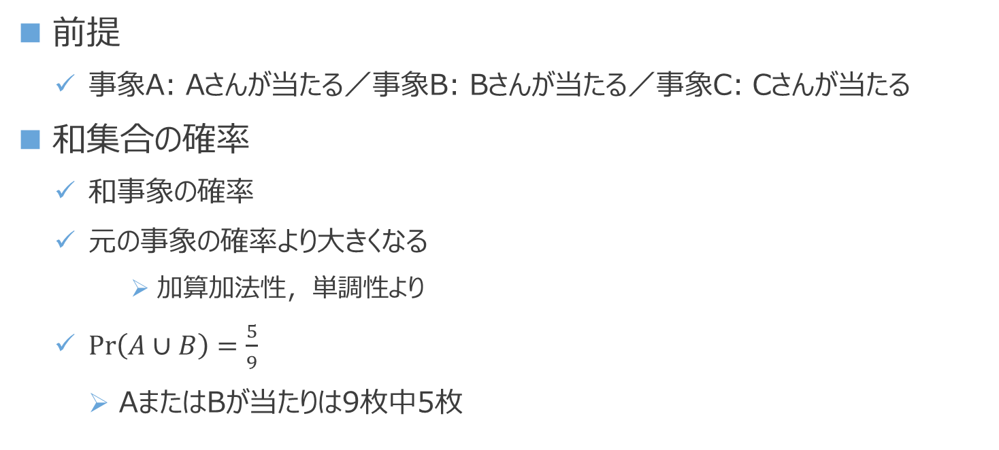 ■ 前提
✓ 事象A: Aさんが当たる／事象B: Bさんが当たる／事象C: Cさんが当たる
■ 和集合の確率
✓ 和事象の確率
✓ 元の事象の確率より大きくなる
➢ 加算加法性，単調性より
✓ Pr(A ∪ B) = 5/9
➢ AまたはBが当たりは9枚中5枚